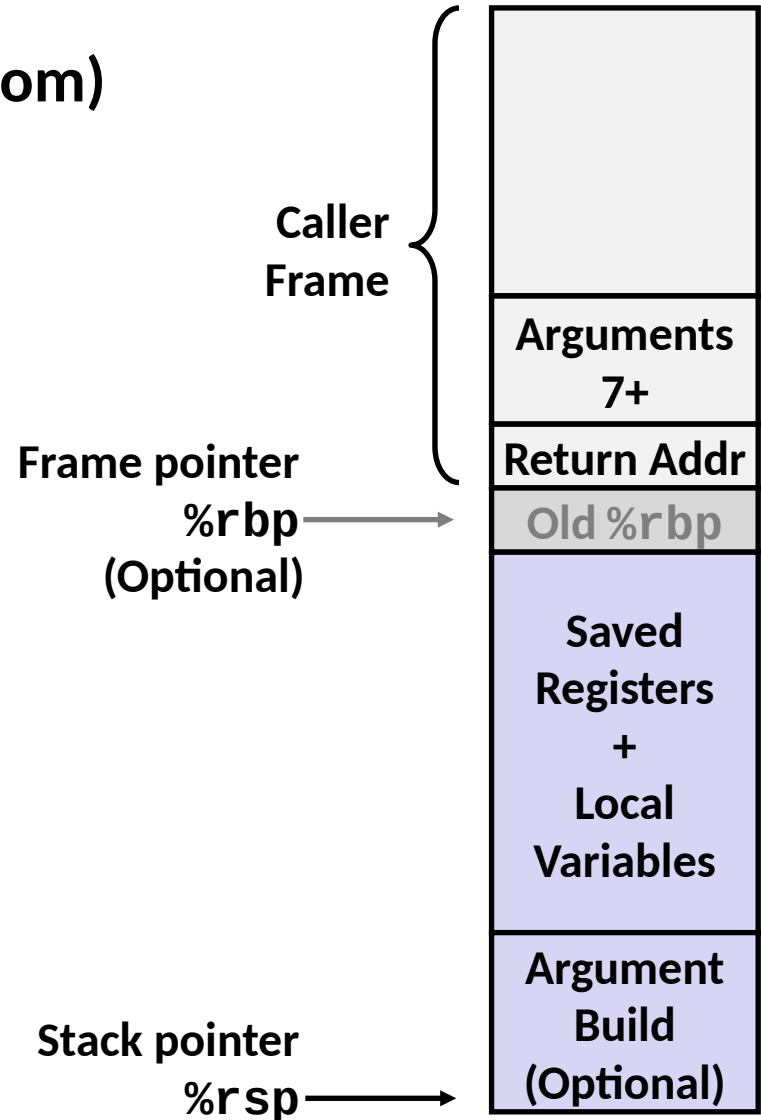 om)
Caller
Frame
Arguments
7+
Return Addr
Frame pointer
%rbp
(Optional)
Old %rbp
Saved
Registers
+
Local
Variables
Argument
Build
(Optional)
Stack pointer
%rsp